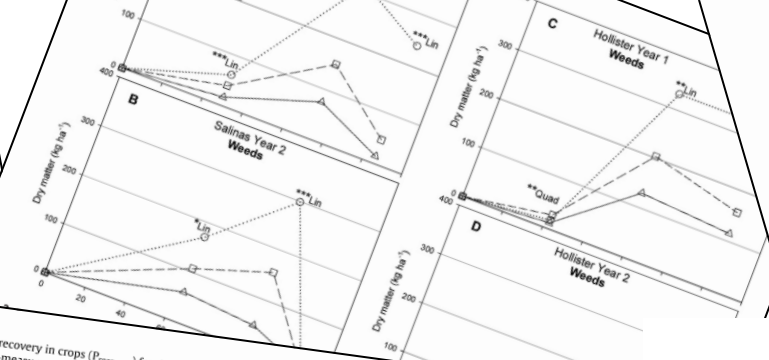 100
***Lin
***Lin
0
400
B
Salinas Year 2
Weeds
300
Dry matter (kg ha⁻¹)
200
***Lin
*Lin
100
0
0
20
40
C
Hollister Year 1
Weeds
300
Dry matter (kg ha⁻¹)
**Lin
200
100
**Quad
0
400
D
Hollister Year 2
Weeds
300
Dry matter (kg ha⁻¹)
200
100
recovery in crops